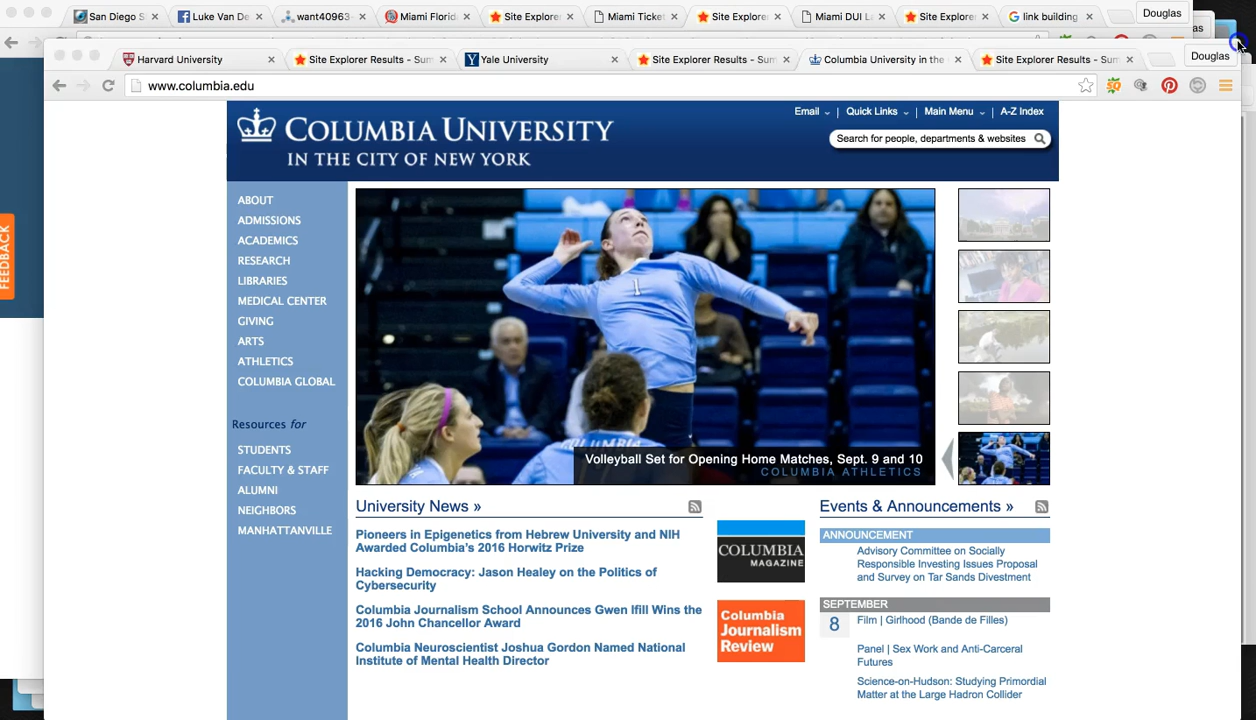 San Diego S
Luke Van De
want40963-
Miami Florida
Site Explorer
Miami Ticket
Site Explorer
Miami DUI La
Site Explorer
link building
Douglas
as
Harvard University
Site Explorer Results - Sum
Yale University
Site Explorer Results - Sum
Columbia University in the
Site Explorer Results - Sum
Douglas
www.columbia.edu
FEEDBACK
COLUMBIA UNIVERSITY
IN THE CITY OF NEW YORK
Email
Quick Links
Main Menu
A-Z Index
Search for people, departments & websites
ABOUT
ADMISSIONS
ACADEMICS
RESEARCH
LIBRARIES
MEDICAL CENTER
GIVING
ARTS
ATHLETICS
COLUMBIA GLOBAL
Resources for
STUDENTS
FACULTY & STAFF
ALUMNI
NEIGHBORS
MANHATTANVILLE
1
COLUMBIA
Volleyball Set for Opening Home Matches, Sept. 9 and 10
COLUMBIA ATHLETICS
University News »
Pioneers in Epigenetics from Hebrew University and NIH
Awarded Columbia's 2016 Horwitz Prize
Hacking Democracy: Jason Healey on the Politics of
Cybersecurity
Columbia Journalism School Announces Gwen Ifill Wins the
2016 John Chancellor Award
Columbia Neuroscientist Joshua Gordon Named National
Institute of Mental Health Director
COLUMBIA
MAGAZINE
Columbia
Journalism
Review
Events & Announcements »
ANNOUNCEMENT
Advisory Committee on Socially
Responsible Investing Issues Proposal
and Survey on Tar Sands Divestment
SEPTEMBER
8
Film | Girlhood (Bande de Filles)
Panel | Sex Work and Anti-Carceral
Futures
Science-on-Hudson: Studying Primordial
Matter at the Large Hadron Collider